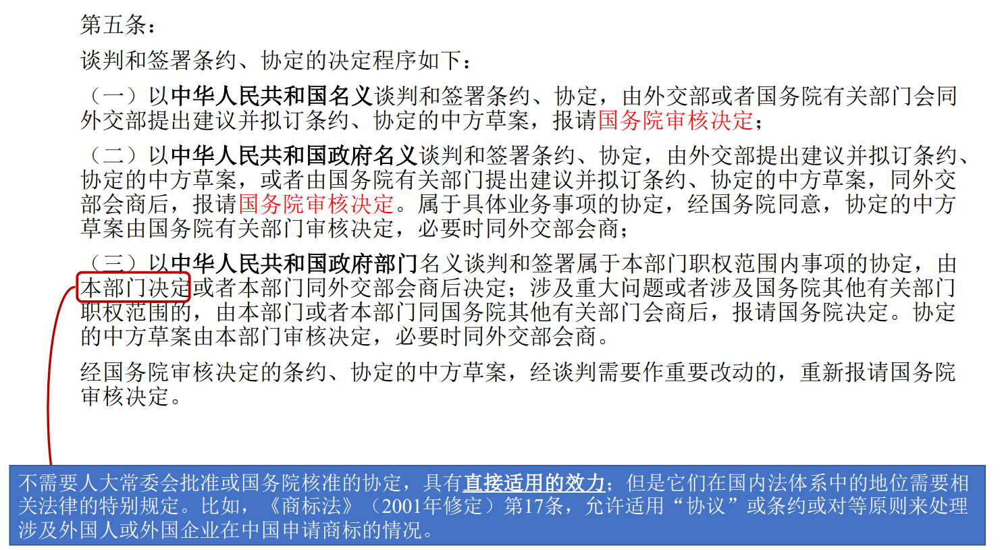 第五条：
谈判和签署条约、协定的决定程序如下：
（一）以中华人民共和国名义谈判和签署条约、协定，由外交部或者国务院有关部门会同
外交部提出建议并拟订条约、协定的中方草案，报请国务院审核决定；
（二）以中华人民共和国政府名义谈判和签署条约、协定，由外交部提出建议并拟订条约、
协定的中方草案，或者由国务院有关部门提出建议并拟订条约、协定的中方草案，同外交
部会商后，报请国务院审核决定。属于具体业务事项的协定，经国务院同意，协定的中方
草案由国务院有关部门审核决定，必要时同外交部会商；
（三）以中华人民共和国政府部门名义谈判和签署属于本部门职权范围内事项的协定，由
本部门决定或者本部门同外交部会商后决定；涉及重大问题或者涉及国务院其他有关部门
职权范围的，由本部门或者本部门同国务院其他有关部门会商后，报请国务院决定。协定
的中方草案由本部门审核决定，必要时同外交部会商。
经国务院审核决定的条约、协定的中方草案，经谈判需要作重要改动的，重新报请国务院
审核决定。
不需要人大常委会批准或国务院核准的协定，具有直接适用的效力；但是它们在国内法体系中的地位需要相
关法律的特别规定。比如，《商标法》（2001年修定）第17条，允许适用“协议”或条约或对等原则来处理
涉及外国人或外国企业在中国申请商标的情况。